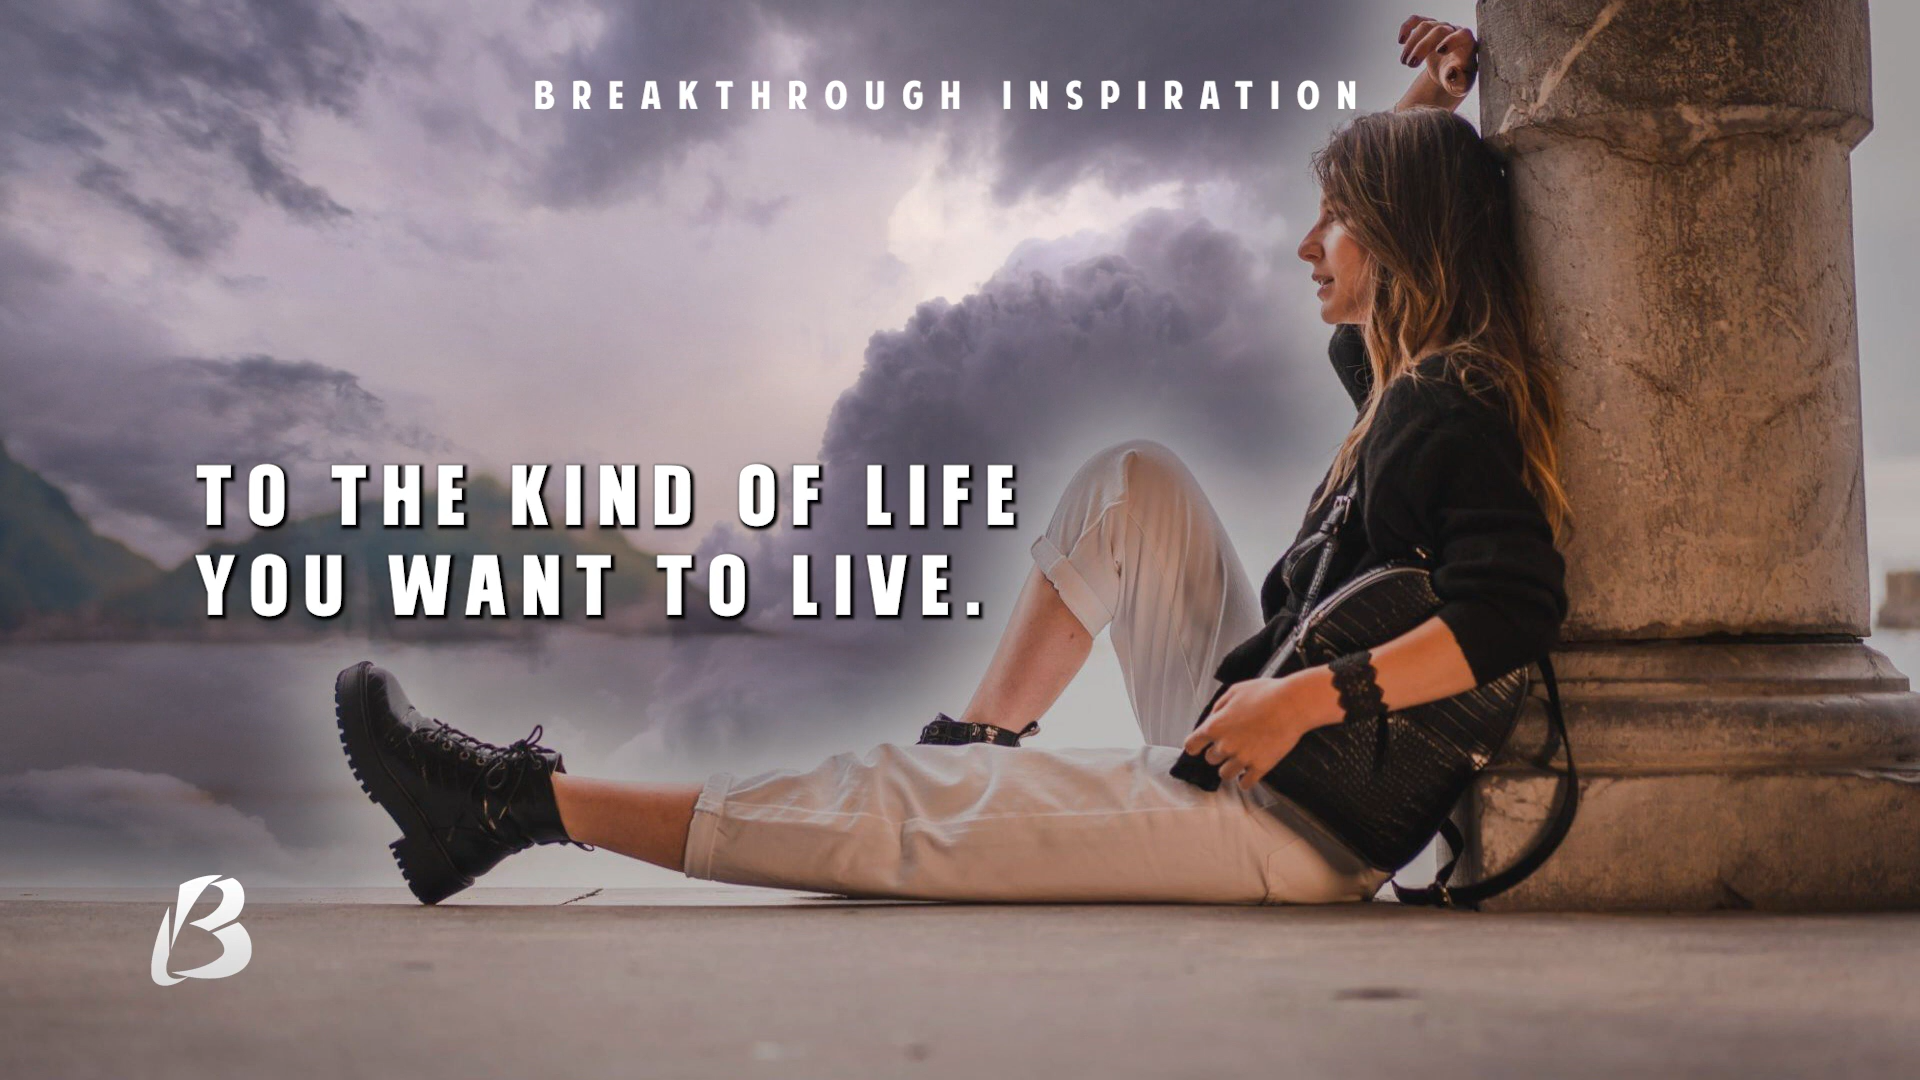 BREAKTHROUGH INSPIRATION
TO THE KIND OF LIFE
YOU WANT TO LIVE.
B